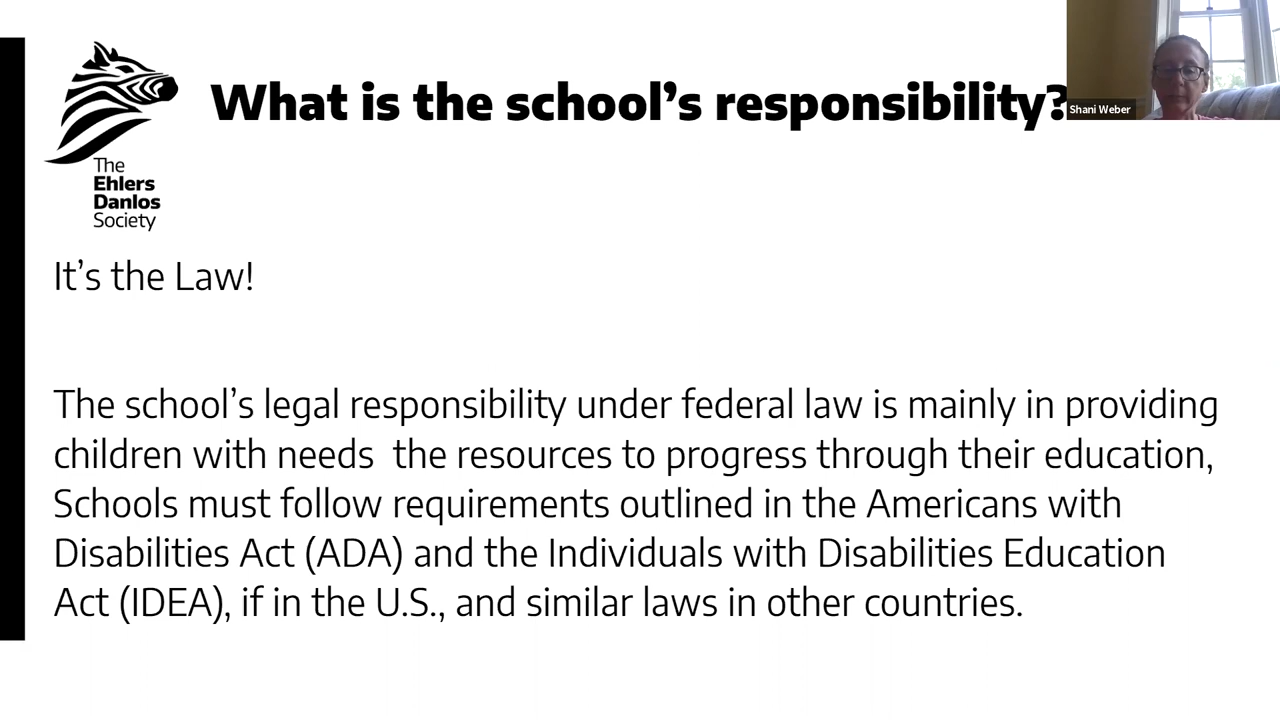 What is the school’s responsibility?
Shani Weber
The
Ehlers
Danlos
Society
It’s the Law!
The school’s legal responsibility under federal law is mainly in providing
children with needs  the resources to progress through their education,
Schools must follow requirements outlined in the Americans with
Disabilities Act (ADA) and the Individuals with Disabilities Education
Act (IDEA), if in the U.S., and similar laws in other countries.